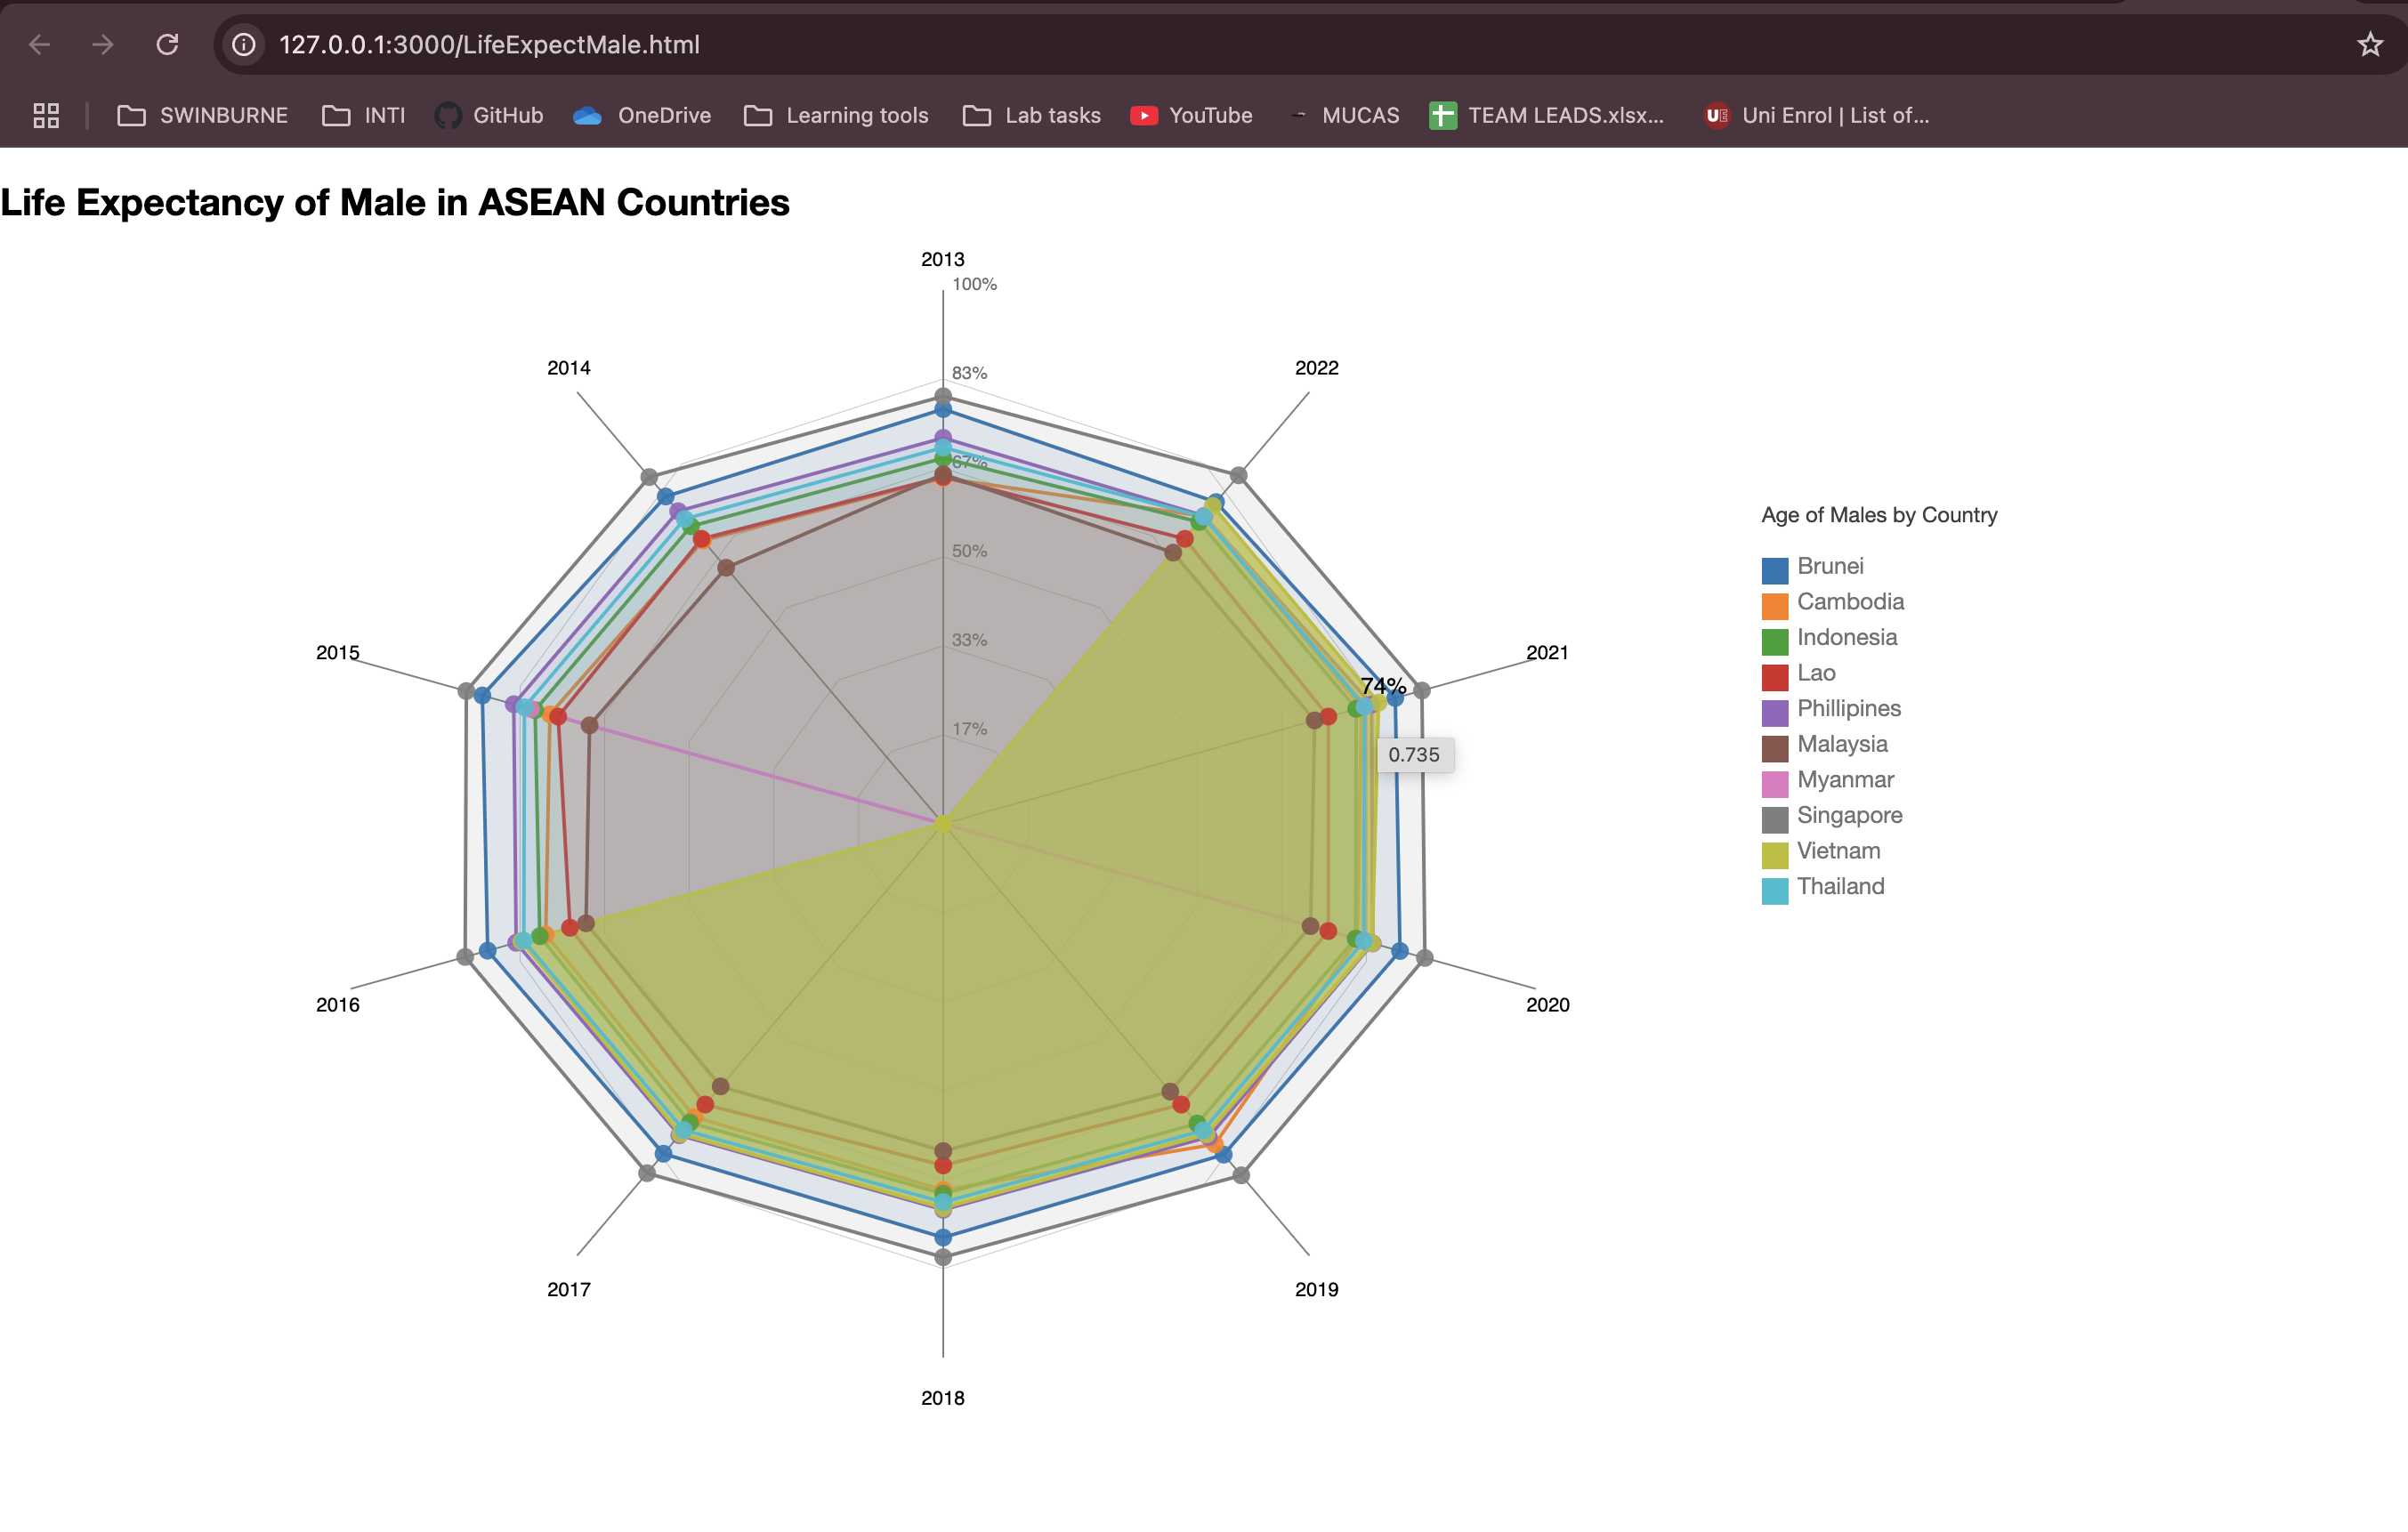 127.0.0.1:3000/LifeExpectMale.html
SWINBURNE INTI GitHub OneDrive Learning tools Lab tasks YouTube MUCAS TEAM LEADS.xlsx... UE Uni Enrol | List of...
Life Expectancy of Male in ASEAN Countries
2013
100%
2014
2022
83%
67%
50%
33%
17%
2015
2021
74%
0.735
2016
2020
2017
2019
2018
Age of Males by Country
Brunei
Cambodia
Indonesia
Lao
Phillipines
Malaysia
Myanmar
Singapore
Vietnam
Thailand